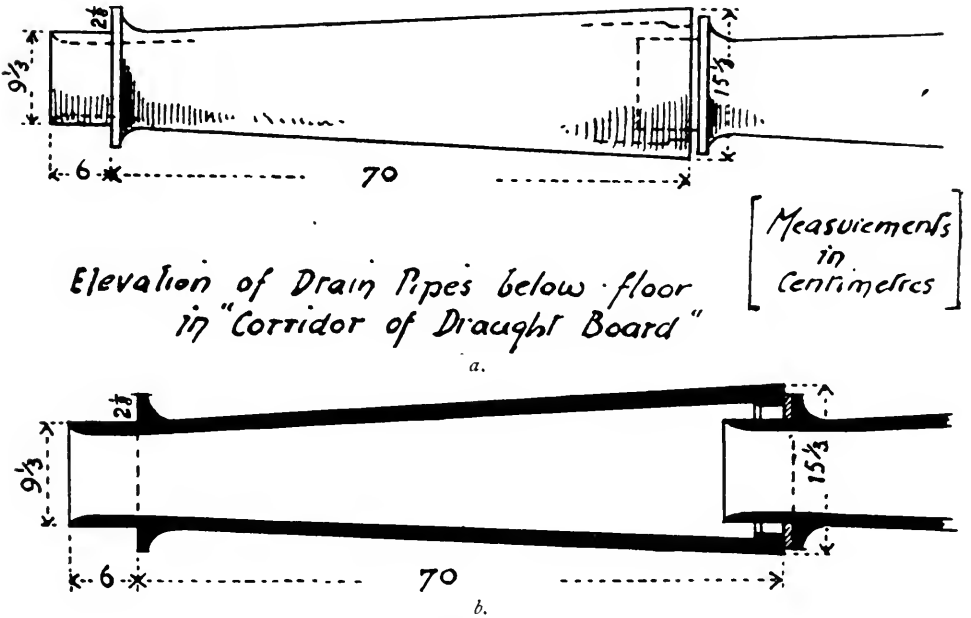 2⅛
9⅓
15⅓
6
70
Measurements
in
Centimetres
Elevation of Drain Pipes below floor
in "Corridor of Draught Board"
a.
2⅛
9⅓
15⅓
6
70
b.